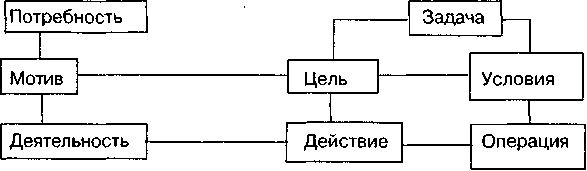 Потребность
Задача
Мотив
Цель
Условия
Деятельность
Действие
Операция